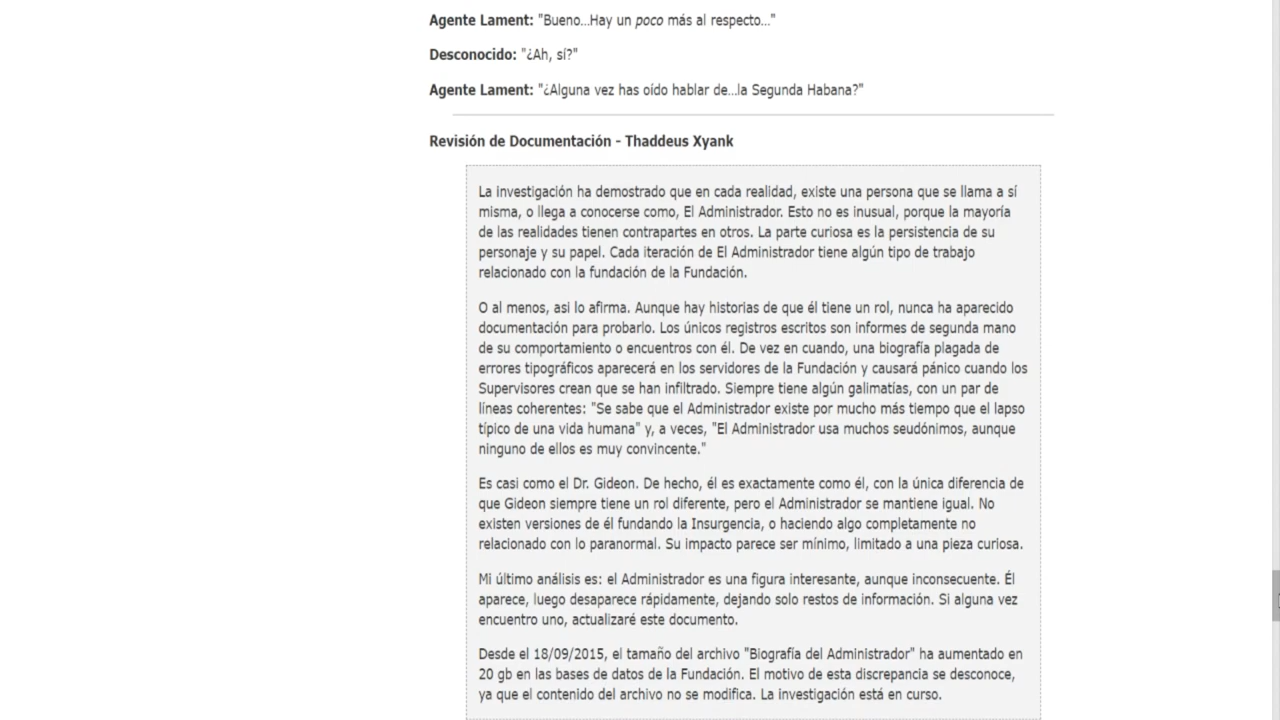 Agente Lament: "Bueno...Hay un poco más al respecto..."
Desconocido: "¿Ah, sí?"
Agente Lament: "¿Alguna vez has oído hablar de...la Segunda Habana?"
Revisión de Documentación - Thaddeus Xyank
La investigación ha demostrado que en cada realidad, existe una persona que se llama a sí
misma, o llega a conocerse como, El Administrador. Esto no es inusual, porque la mayoría
de las realidades tienen contrapartes en otros. La parte curiosa es la persistencia de su
personaje y su papel. Cada iteración de El Administrador tiene algún tipo de trabajo
relacionado con la fundación de la Fundación.
O al menos, asi lo afirma. Aunque hay historias de que él tiene un rol, nunca ha aparecido
documentación para probarlo. Los únicos registros escritos son informes de segunda mano
de su comportamiento o encuentros con él. De vez en cuando, una biografía plagada de
errores tipográficos aparecerá en los servidores de la Fundación y causará pánico cuando los
Supervisores crean que se han infiltrado. Siempre tiene algún galimatías, con un par de
líneas coherentes: "Se sabe que el Administrador existe por mucho más tiempo que el lapso
típico de una vida humana" y, a veces, "El Administrador usa muchos seudónimos, aunque
ninguno de ellos es muy convincente."
Es casi como el Dr. Gideon. De hecho, él es exactamente como él, con la única diferencia de
que Gideon siempre tiene un rol diferente, pero el Administrador se mantiene igual. No
existen versiones de él fundando la Insurgencia, o haciendo algo completamente no
relacionado con lo paranormal. Su impacto parece ser mínimo, limitado a una pieza curiosa.
Mi último análisis es: el Administrador es una figura interesante, aunque inconsecuente. Él
aparece, luego desaparece rápidamente, dejando solo restos de información. Si alguna vez
encuentro uno, actualizaré este documento.
Desde el 18/09/2015, el tamaño del archivo "Biografía del Administrador" ha aumentado en
20 gb en las bases de datos de la Fundación. El motivo de esta discrepancia se desconoce,
ya que el contenido del archivo no se modifica. La investigación está en curso.